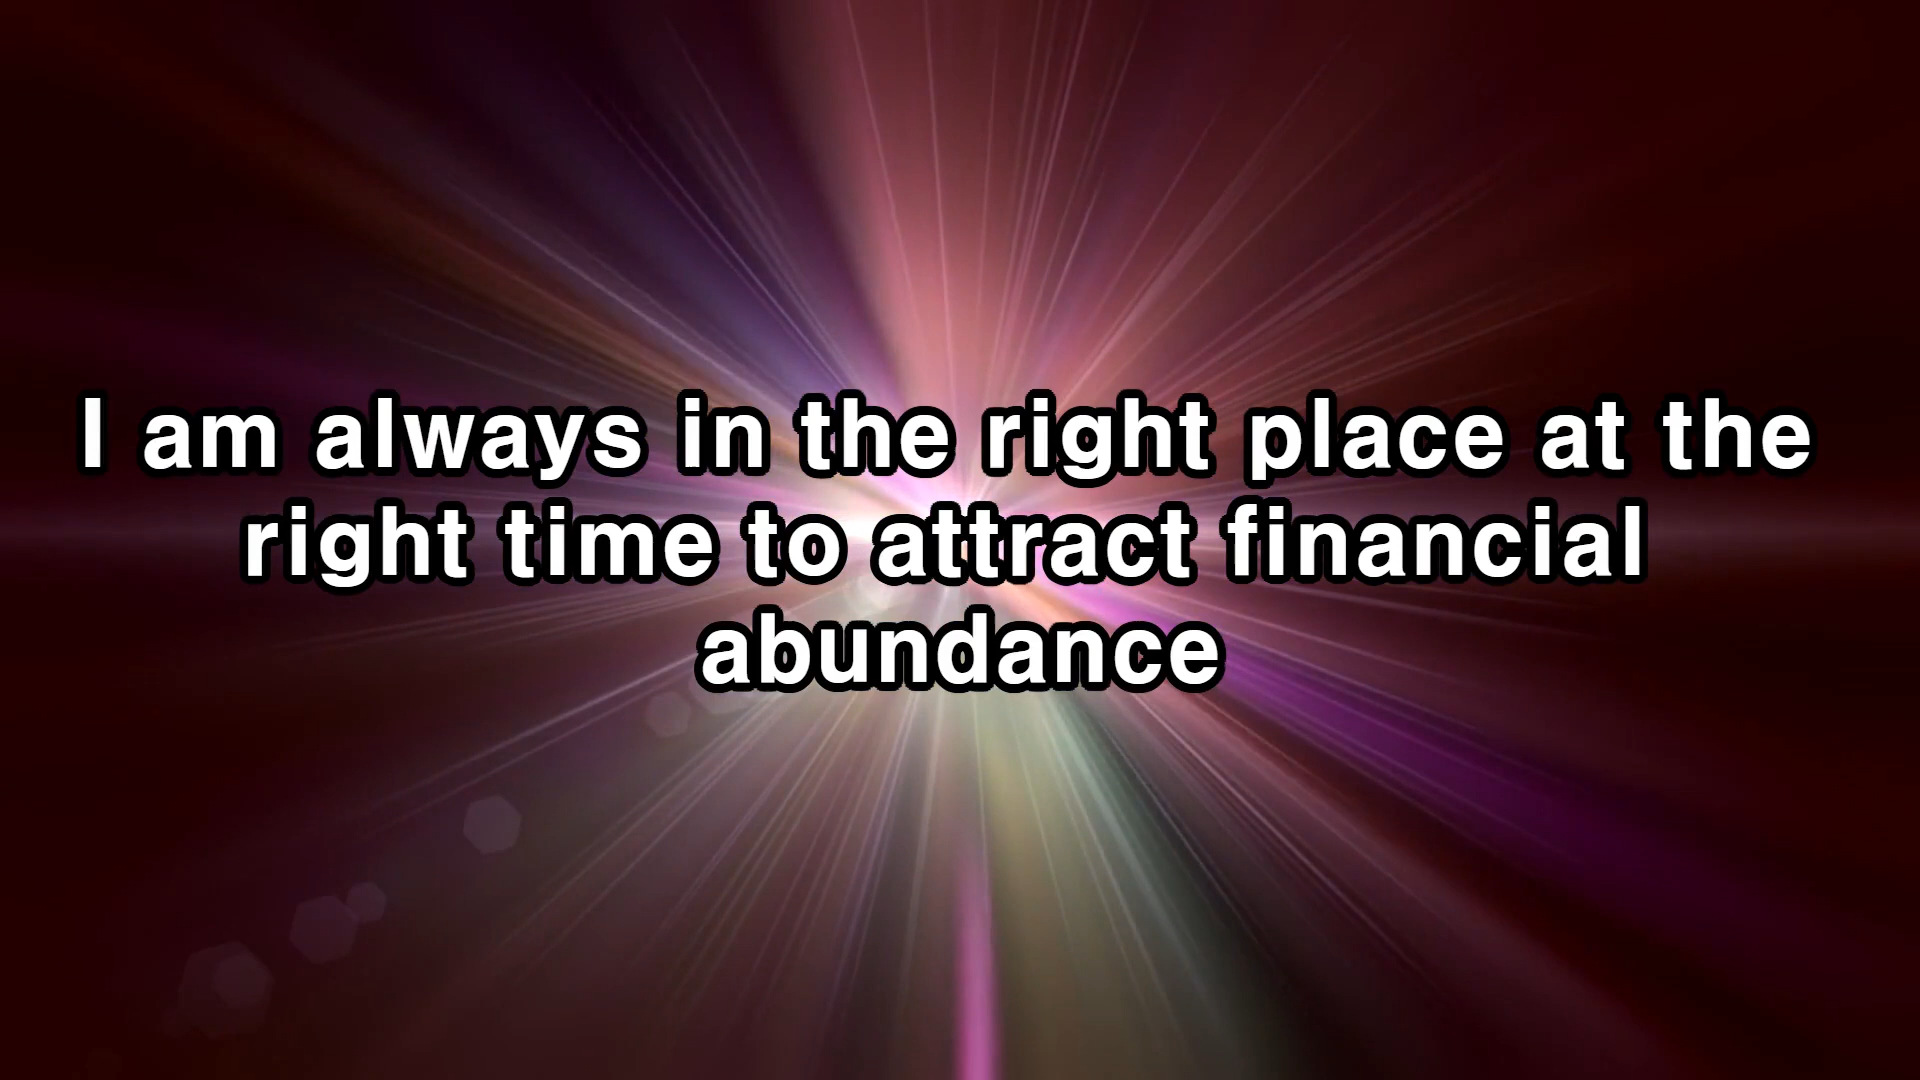 I am always in the right place at the
right time to attract financial
abundance